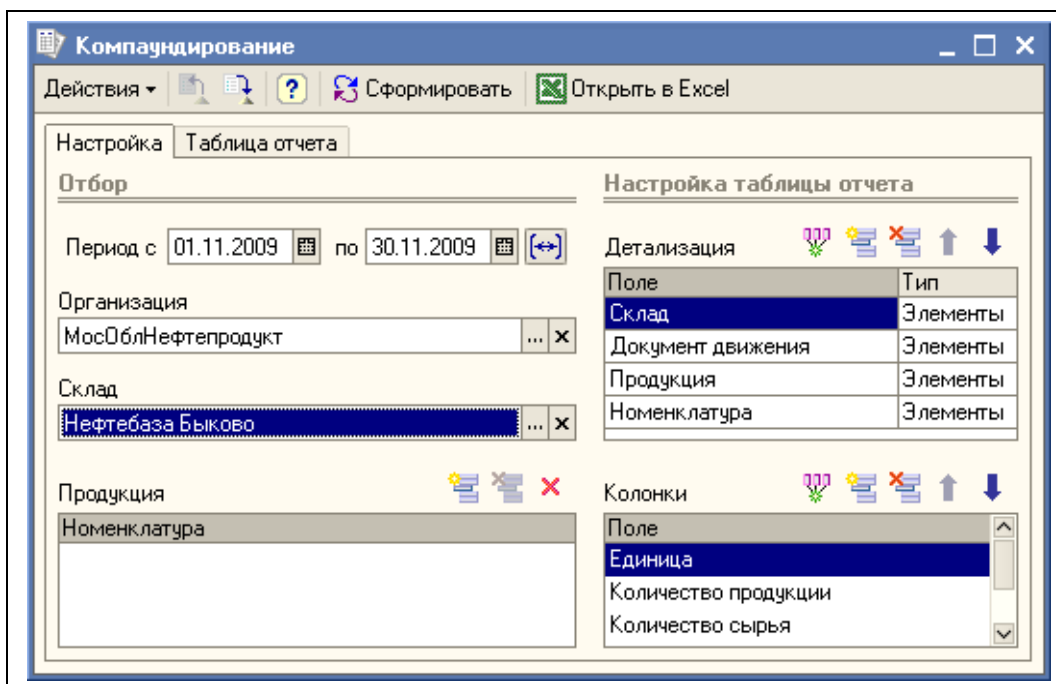 Компаундирование
Действия ? Сформировать Открыть в Excel
Настройка Таблица отчета
Отбор
Период с 01.11.2009 по 30.11.2009
Организация
МосОблНефтепродукт ... x
Склад
Нефтебаза Быково ... x
Продукция
Номенклатура
Настройка таблицы отчета
Детализация
Поле Тип
Склад Элементы
Документ движения Элементы
Продукция Элементы
Номенклатура Элементы
Колонки
Поле
Единица
Количество продукции
Количество сырья